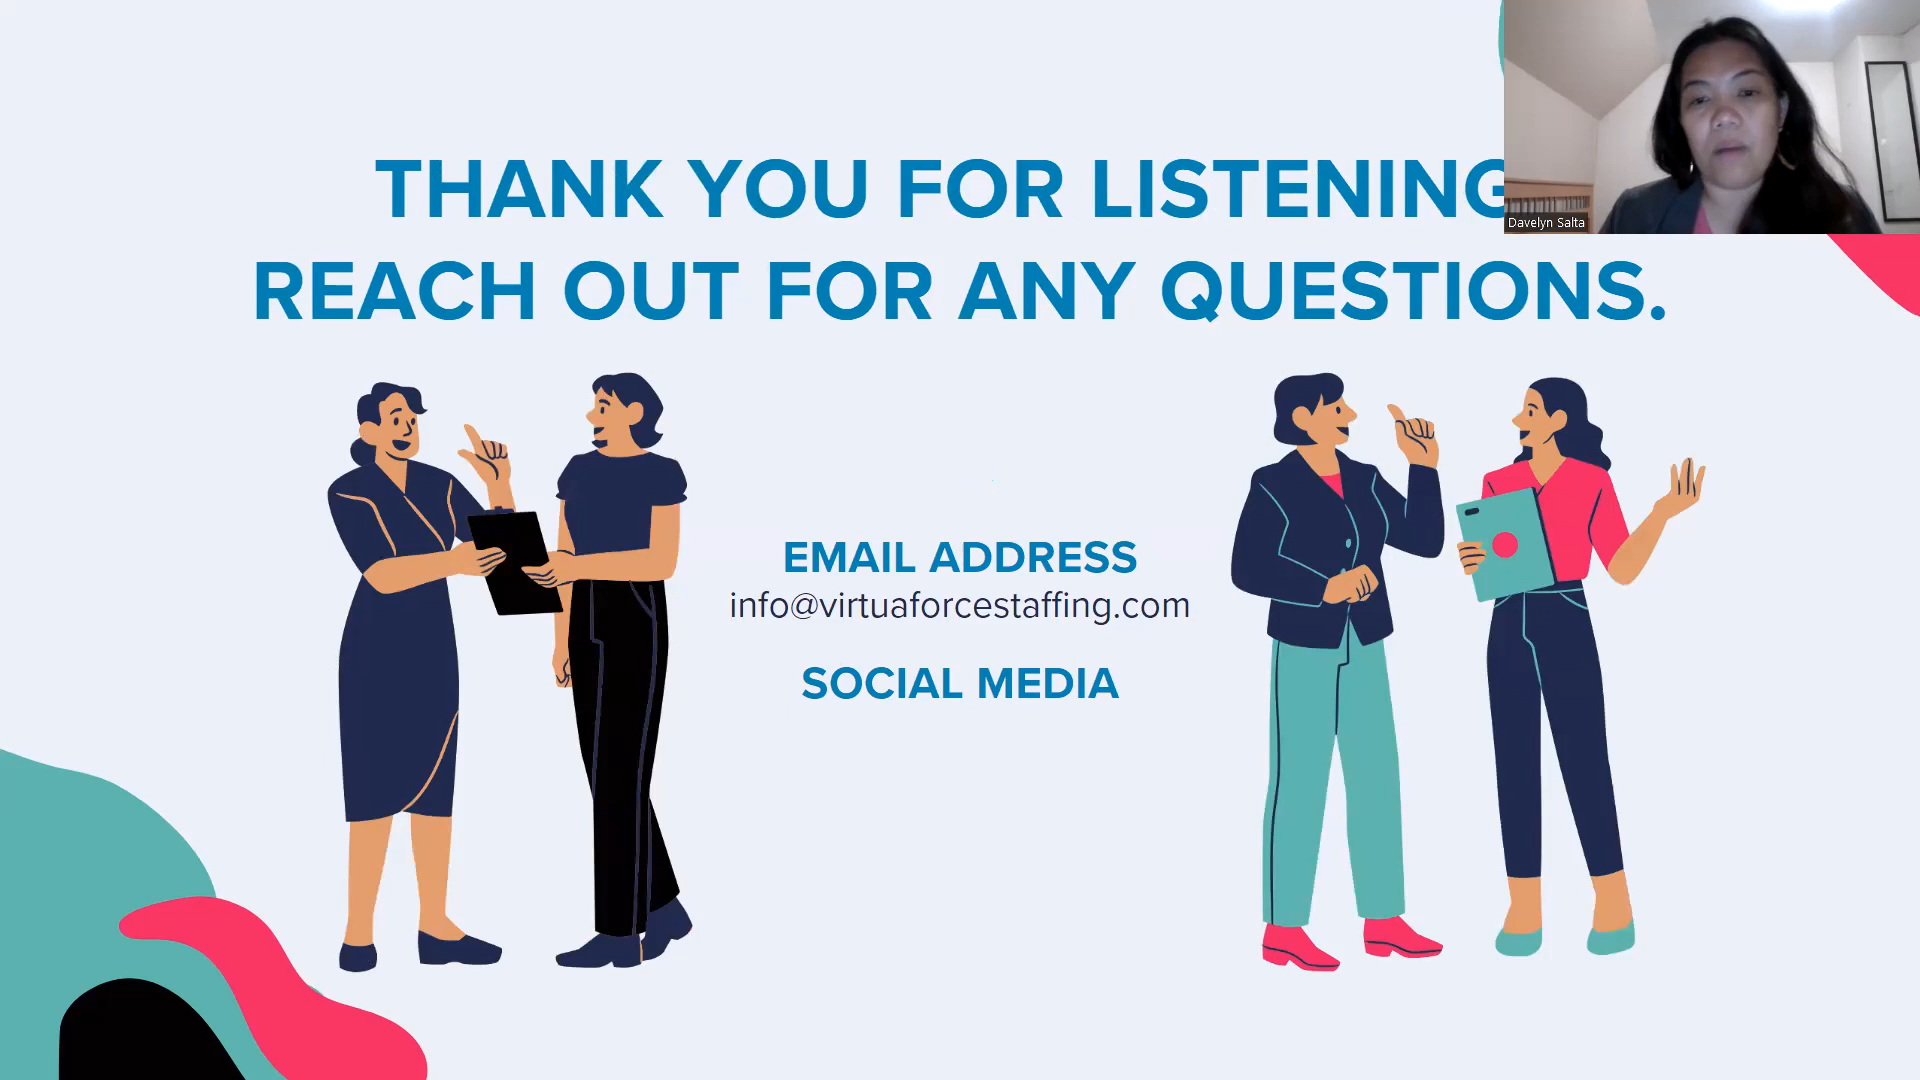 THANK YOU FOR LISTENING
REACH OUT FOR ANY QUESTIONS.
Davelyn Salta
EMAIL ADDRESS
info@virtuaforcestaffing.com
SOCIAL MEDIA